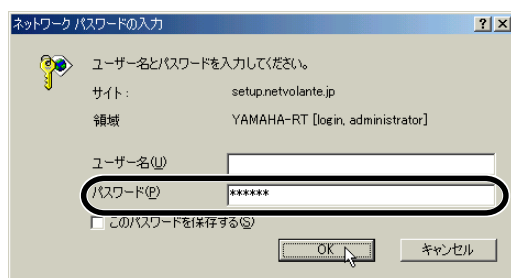 ネットワーク パスワードの入力
ユーザー名とパスワードを入力してください。
サイト: setup.netvolante.jp
領域 YAMAHA-RT [login, administrator]
ユーザー名(U)
パスワード(P) ******
このパスワードを保存する(S)
OK キャンセル